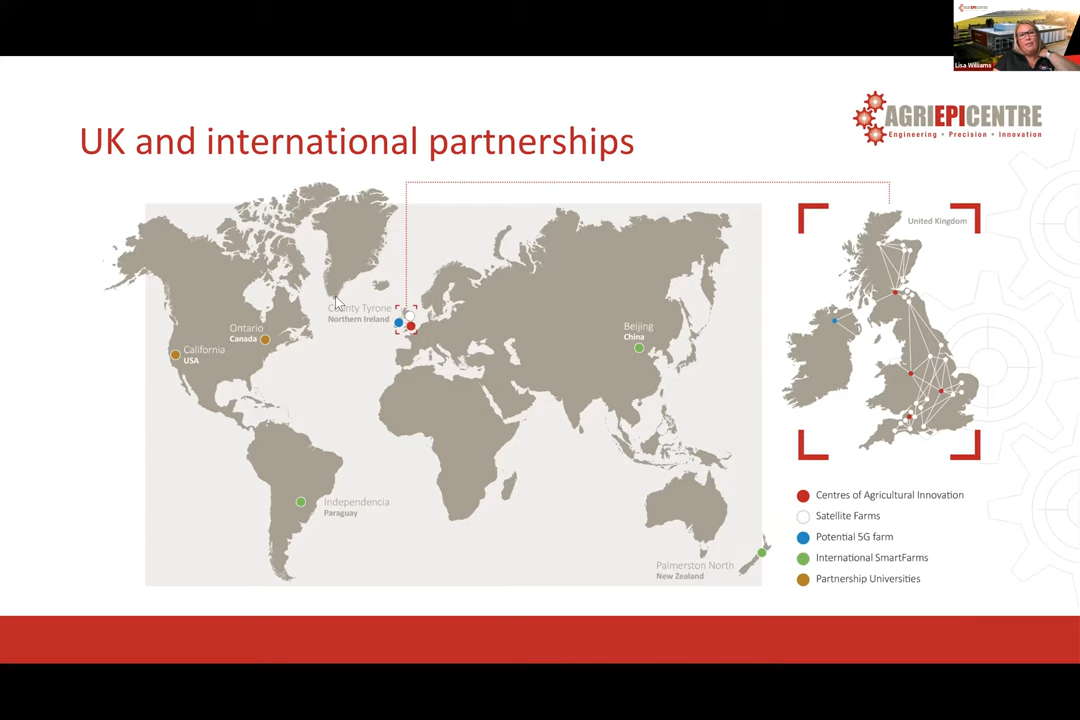 AGRIEPICENTRE
Lisa Williams
AGRIEPICENTRE
Engineering • Precision • Innovation
UK and international partnerships
United Kingdom
County Tyrone
Northern Ireland
Ontario
Canada
California
USA
Beijing
China
Independencia
Paraguay
Palmerston North
New Zealand
Centres of Agricultural Innovation
Satellite Farms
Potential 5G farm
International SmartFarms
Partnership Universities